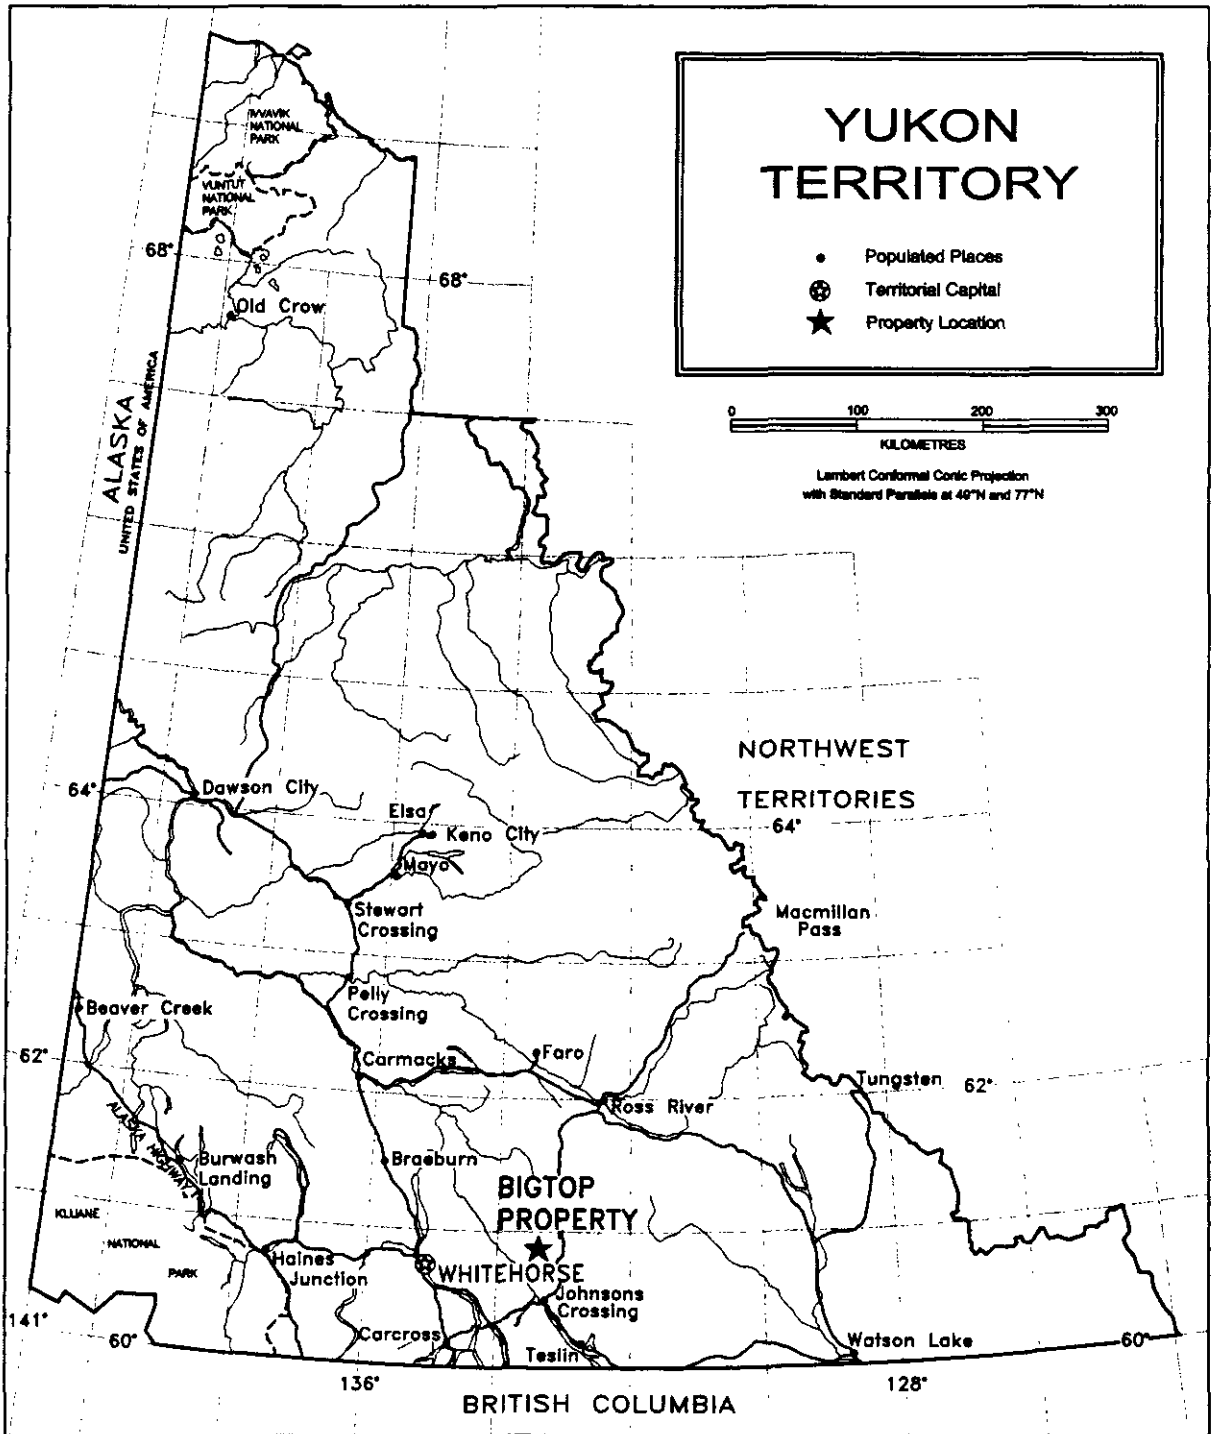 YUKON
TERRITORY
Populated Places
Territorial Capital
Property Location
0 100 200 300
KILOMETRES
Lambert Conformal Conic Projection
with Standard Parallels at 49°N and 77°N
IVVAVIK
NATIONAL
PARK
VUNTUT
NATIONAL
PARK
68°
68°
Old Crow
ALASKA
UNITED STATES OF AMERICA
NORTHWEST
TERRITORIES
64°
Dawson City
64°
Elsa
Keno City
Mayo
Stewart
Crossing
Macmillan
Pass
Pelly
Crossing
Beaver Creek
62°
Carmacks
Faro
Tungsten
62°
Ross River
ALASKA HIGHWAY
Burwash
Landing
Braeburn
BIGTOP
PROPERTY
KLUANE
NATIONAL
PARK
Haines
Junction
WHITEHORSE
Johnsons
Crossing
141°
60°
Carcross
Teslin
Watson Lake
60°
136°
128°
BRITISH COLUMBIA